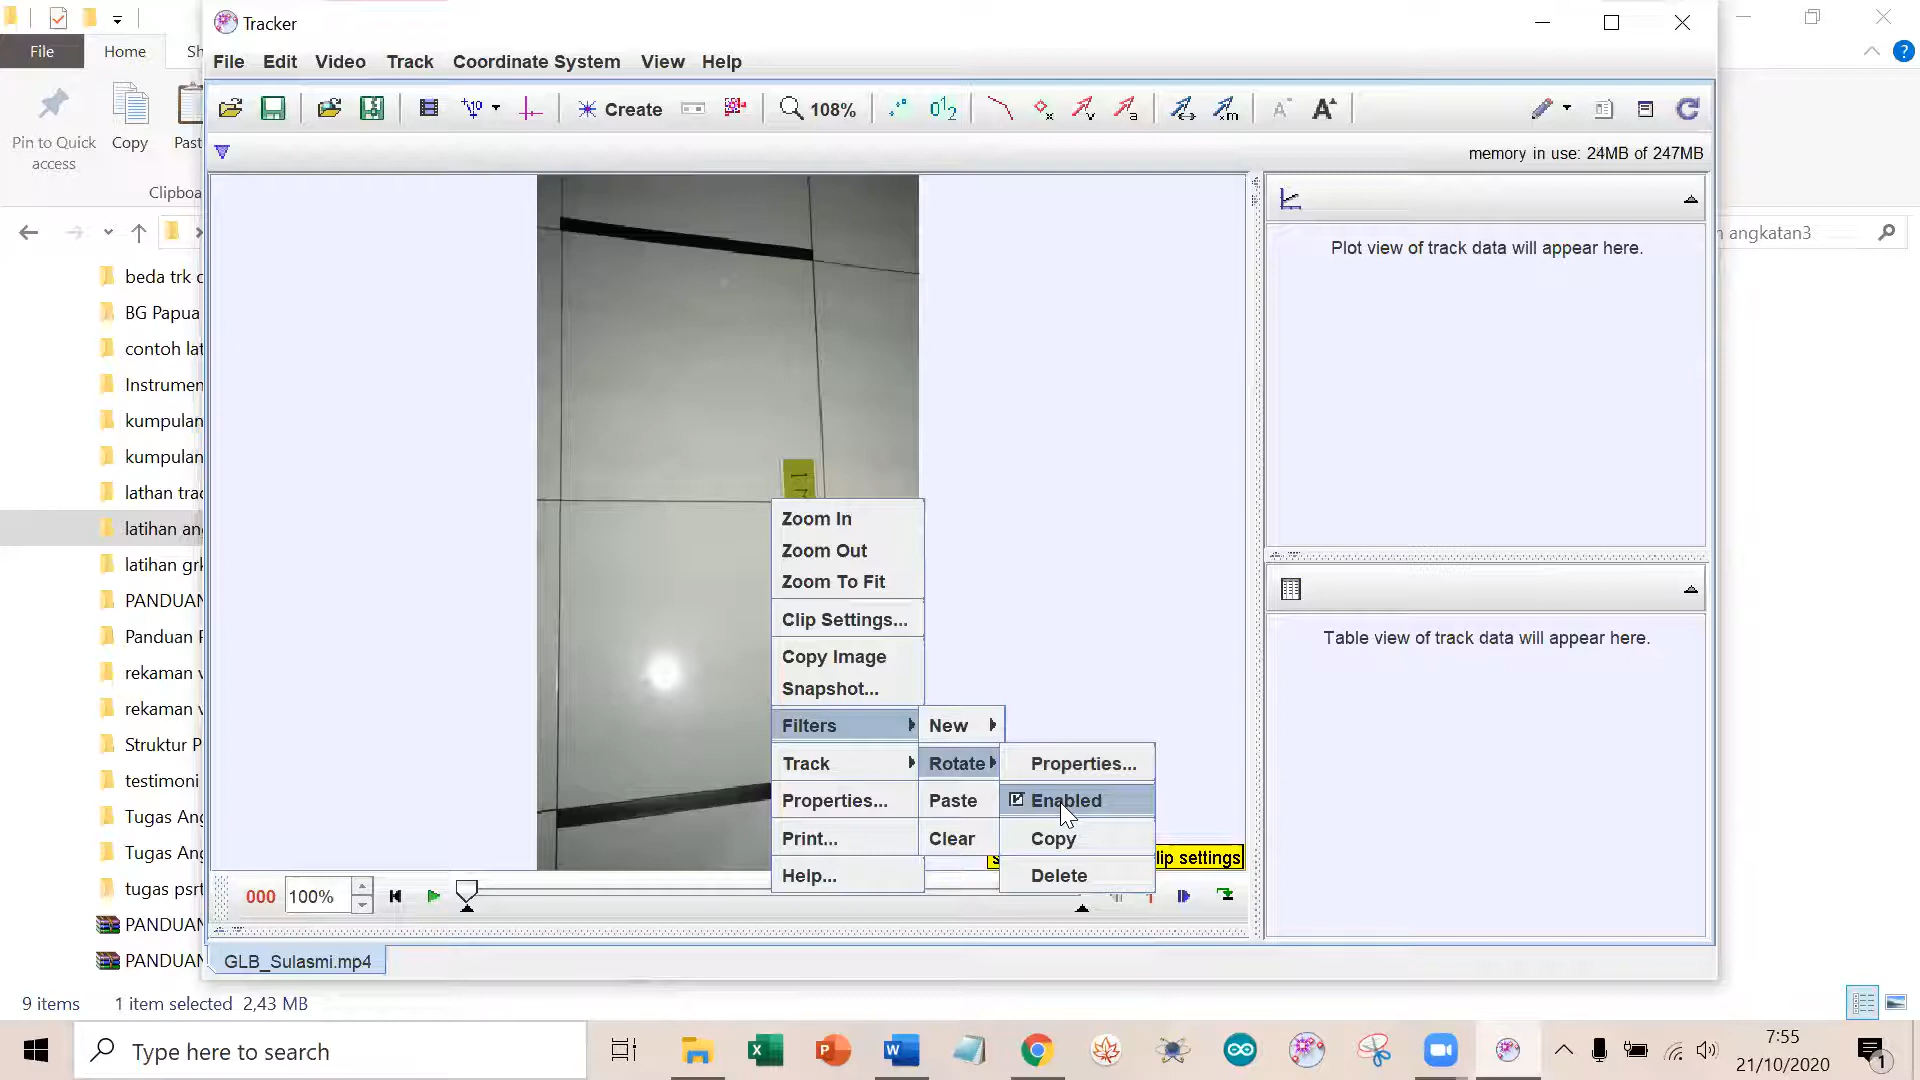 Tracker
File Home Sh
File Edit Video Track Coordinate System View Help
Create 108%
Pin to Quick access
Copy
Past
Clipboa
memory in use: 24MB of 247MB
angkatan3
Plot view of track data will appear here.
Table view of track data will appear here.
beda trk
BG Papua
contoh lat
Instrumen
kumpulan
kumpulan
lathan trac
latihan an
latihan grk
PANDUAN
Panduan P
rekaman v
rekaman v
Struktur P
testimoni
Tugas Ang
Tugas Ang
tugas psrt
PANDUAN
PANDUAN
Zoom In
Zoom Out
Zoom To Fit
Clip Settings...
Copy Image
Snapshot...
Filters
Track
Properties...
Print...
Help...
New
Rotate
Paste
Clear
Properties...
Enabled
Copy
Delete
lip settings
000 100%
GLB_Sulasmi.mp4
9 items 1 item selected 2,43 MB
Type here to search
7:55
21/10/2020
1